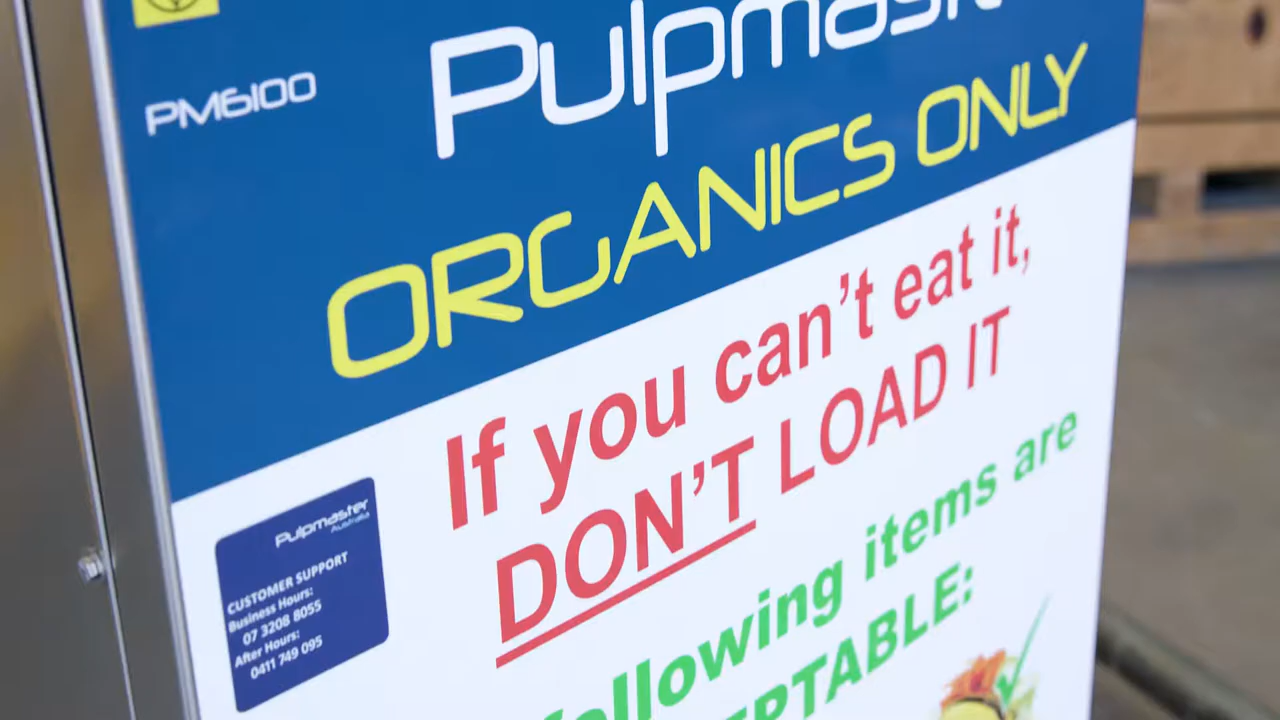 PM6100
ORGANICS ONLY
If you can't eat it,
DON'T LOAD IT
items are
Pulpmaster
Australia
CUSTOMER SUPPORT
Business Hours:
07 3208 8055
After Hours:
0411 749 095